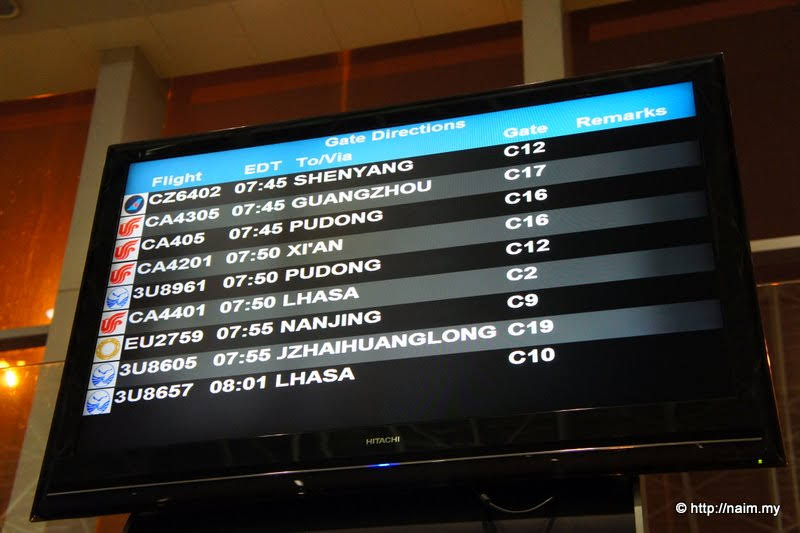 Gate Directions
Flight EDT To/Via Gate Remarks
CZ6402 07:45 SHENYANG C12
CA4305 07:45 GUANGZHOU C17
CA405 07:45 PUDONG C16
CA4201 07:50 XI'AN C16
3U8961 07:50 PUDONG C12
CA4401 07:50 LHASA C2
EU2759 07:55 NANJING C9
3U8605 07:55 JZHAIHUANGLONG C19
3U8657 08:01 LHASA C10
HITACHI
© http://naim.my